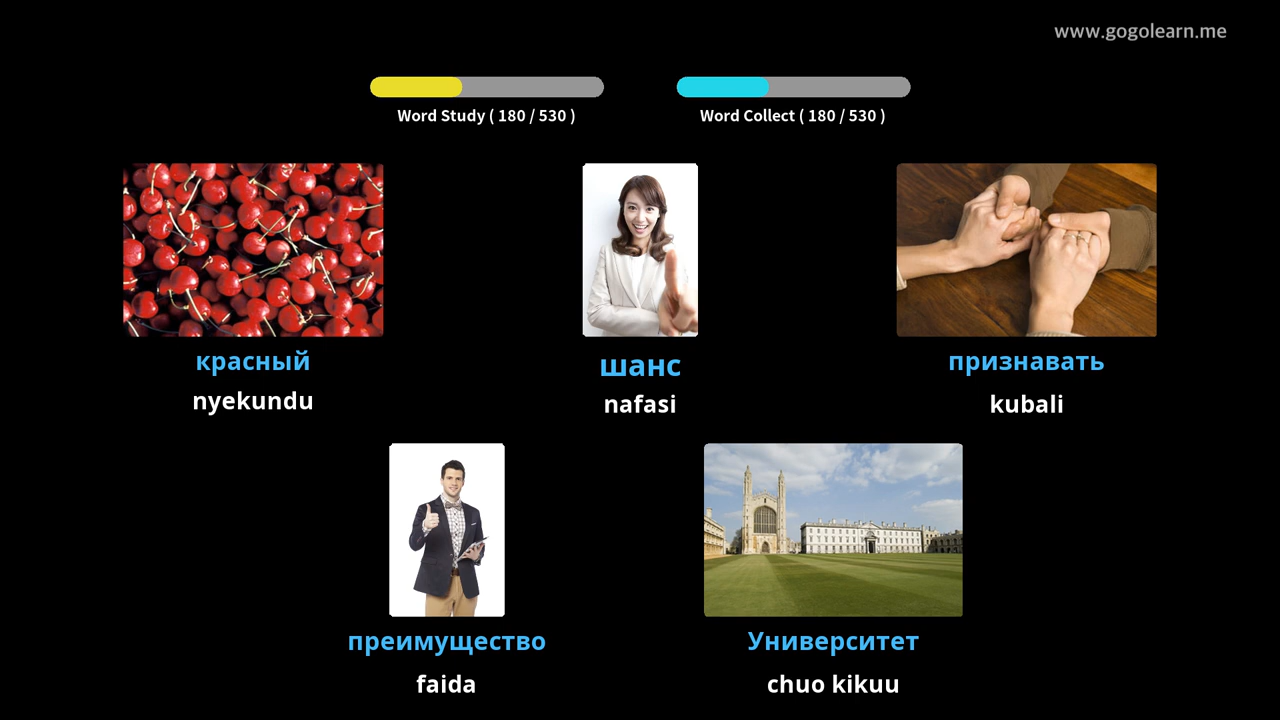 www.gogolearn.me
Word Study ( 180 / 530 )
Word Collect ( 180 / 530 )
красный
nyekundu
шанс
nafasi
признавать
kubali
преимущество
faida
Университет
chuo kikuu